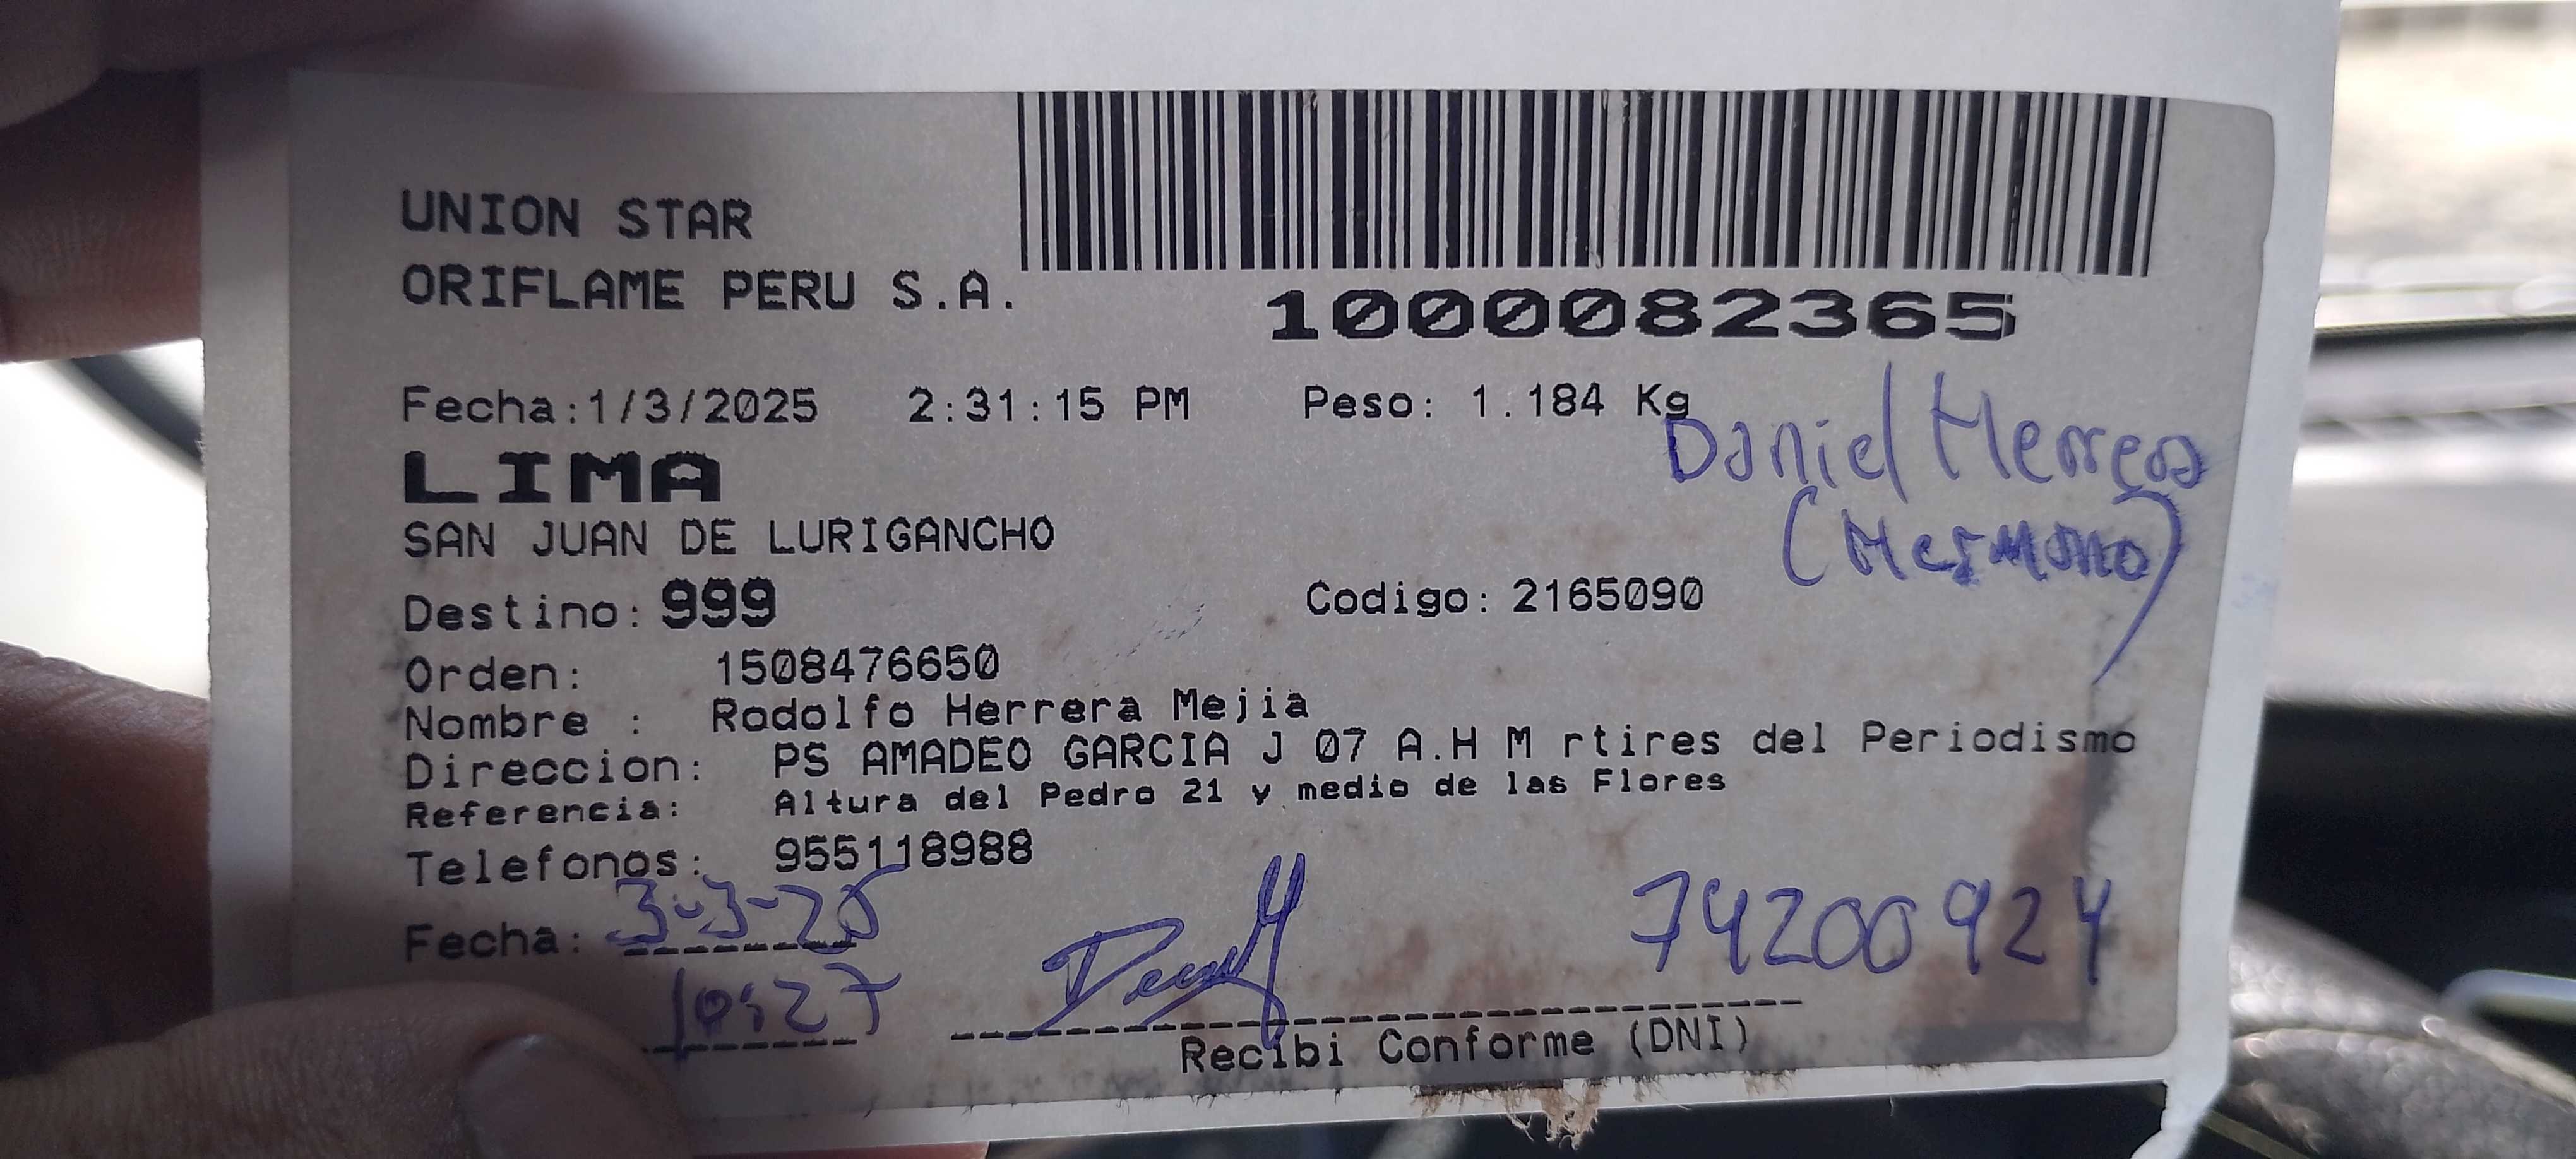 UNION STAR
ORIFLAME PERU S.A.
1000082365
Fecha:1/3/2025 2:31:15 PM Peso: 1.184 Kg
Daniel Herrera
(Hermano)
LIMA
SAN JUAN DE LURIGANCHO
Destino: 999 Codigo: 2165090
Orden: 1508476650
Nombre : Rodolfo Herrera Mejia
Direccion: PS AMADEO GARCIA J 07 A.H M rtires del Periodismo
Referencia: Altura del Pedro 21 y medio de las Flores
Telefonos: 955118988
Fecha: 3-3-25
10:27
74200924
Recibi Conforme (DNI)